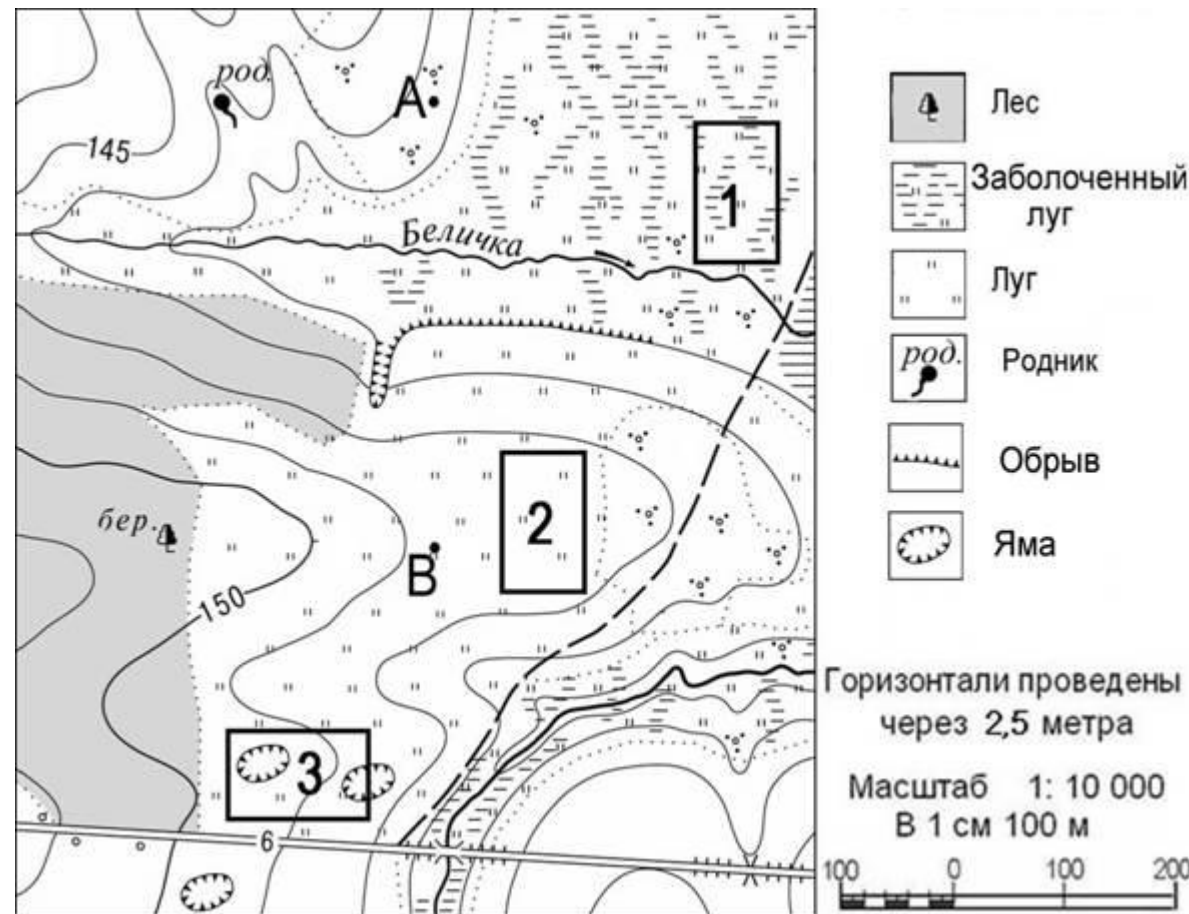 род.
А
145
1
Беличка
2
бер.
В
150
3
6
Лес
Заболоченный
луг
Луг
род.
Родник
Обрыв
Яма
Горизонтали проведены
через 2,5 метра
Масштаб 1: 10 000
В 1 см 100 м
100 0 100 200